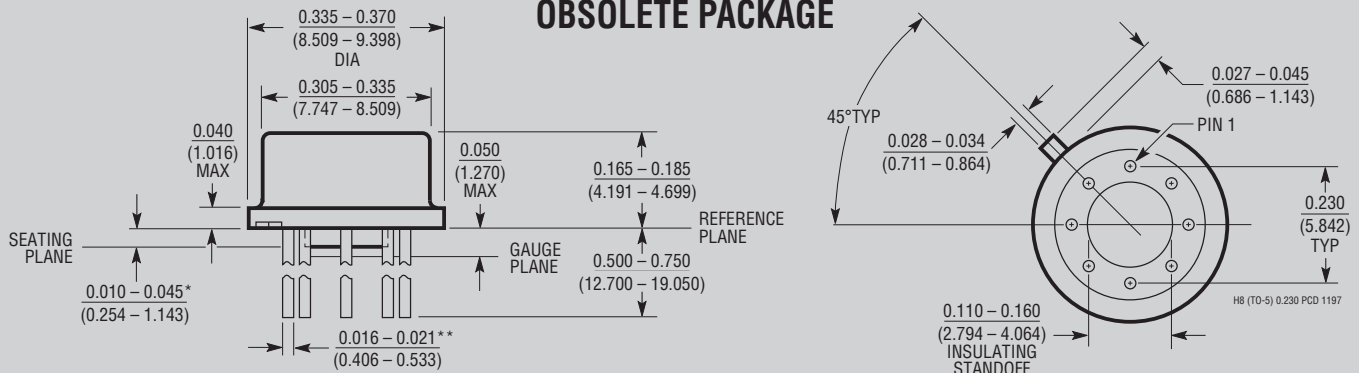 OBSOLETE PACKAGE
0.335 – 0.370
(8.509 – 9.398)
DIA
0.305 – 0.335
(7.747 – 8.509)
0.040
(1.016)
MAX
0.050
(1.270)
MAX
0.165 – 0.185
(4.191 – 4.699)
REFERENCE
PLANE
SEATING
PLANE
GAUGE
PLANE
0.500 – 0.750
(12.700 – 19.050)
0.010 – 0.045*
(0.254 – 1.143)
0.016 – 0.021**
(0.406 – 0.533)
45°TYP
0.028 – 0.034
(0.711 – 0.864)
0.027 – 0.045
(0.686 – 1.143)
PIN 1
0.230
(5.842)
TYP
H8 (TO-5) 0.230 PCD 1197
0.110 – 0.160
(2.794 – 4.064)
INSULATING
STANDOFF